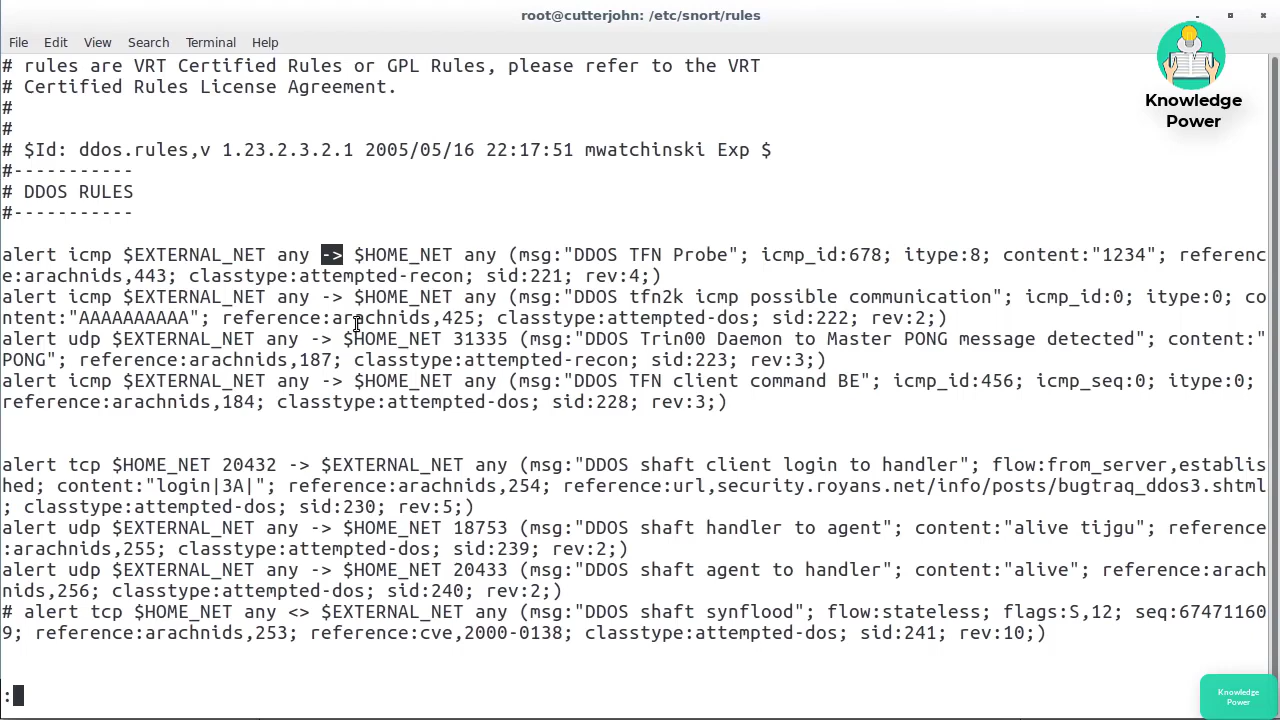 root@cutterjohn: /etc/snort/rules
File Edit View Search Terminal Help
Knowledge
Power
# rules are VRT Certified Rules or GPL Rules, please refer to the VRT
# Certified Rules License Agreement.
#
#
# $Id: ddos.rules,v 1.23.2.3.2.1 2005/05/16 22:17:51 mwatchinski Exp $
#-----------
# DDOS RULES
#-----------
alert icmp $EXTERNAL_NET any -> $HOME_NET any (msg:"DDOS TFN Probe"; icmp_id:678; itype:8; content:"1234"; referenc
e:arachnids,443; classtype:attempted-recon; sid:221; rev:4;)
alert icmp $EXTERNAL_NET any -> $HOME_NET any (msg:"DDOS tfn2k icmp possible communication"; icmp_id:0; itype:0; co
ntent:"AAAAAAAAAA"; reference:arachnids,425; classtype:attempted-dos; sid:222; rev:2;)
alert udp $EXTERNAL_NET any -> $HOME_NET 31335 (msg:"DDOS Trin00 Daemon to Master PONG message detected"; content:"
PONG"; reference:arachnids,187; classtype:attempted-recon; sid:223; rev:3;)
alert icmp $EXTERNAL_NET any -> $HOME_NET any (msg:"DDOS TFN client command BE"; icmp_id:456; icmp_seq:0; itype:0;
reference:arachnids,184; classtype:attempted-dos; sid:228; rev:3;)
alert tcp $HOME_NET 20432 -> $EXTERNAL_NET any (msg:"DDOS shaft client login to handler"; flow:from_server,establis
hed; content:"login|3A|"; reference:arachnids,254; reference:url,security.royans.net/info/posts/bugtraq_ddos3.shtml
; classtype:attempted-dos; sid:230; rev:5;)
alert udp $EXTERNAL_NET any -> $HOME_NET 18753 (msg:"DDOS shaft handler to agent"; content:"alive tijgu"; reference
:arachnids,255; classtype:attempted-dos; sid:239; rev:2;)
alert udp $EXTERNAL_NET any -> $HOME_NET 20433 (msg:"DDOS shaft agent to handler"; content:"alive"; reference:arach
nids,256; classtype:attempted-dos; sid:240; rev:2;)
# alert tcp $HOME_NET any <> $EXTERNAL_NET any (msg:"DDOS shaft synflood"; flow:stateless; flags:S,12; seq:67471160
9; reference:arachnids,253; reference:cve,2000-0138; classtype:attempted-dos; sid:241; rev:10;)
:
Knowledge
Power